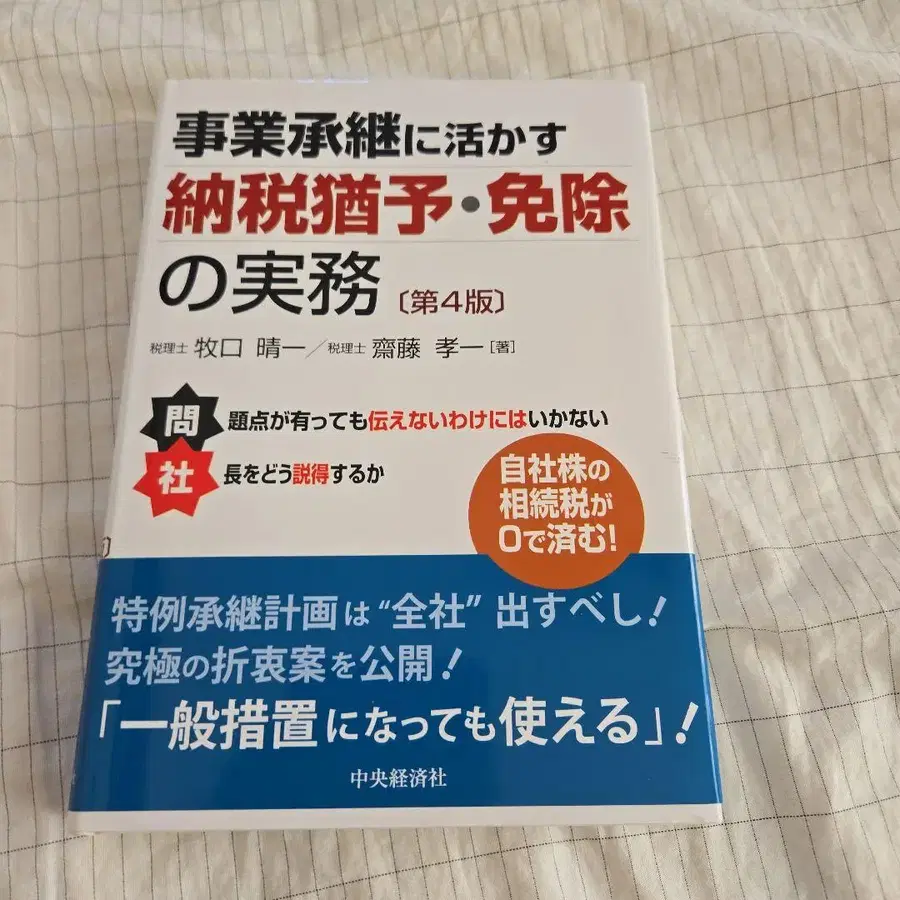 事業承継に活かす
納税猶予・免除
の実務〔第4版〕
税理士 牧口 晴一／税理士 齋藤 孝一［著］
問題点が有っても伝えないわけにはいかない
社長をどう説得するか
自社株の
相続税が
0で済む!
特例承継計画は“全社”出すべし!
究極の折衷案を公開!
「一般措置になっても使える」!
中央経済社